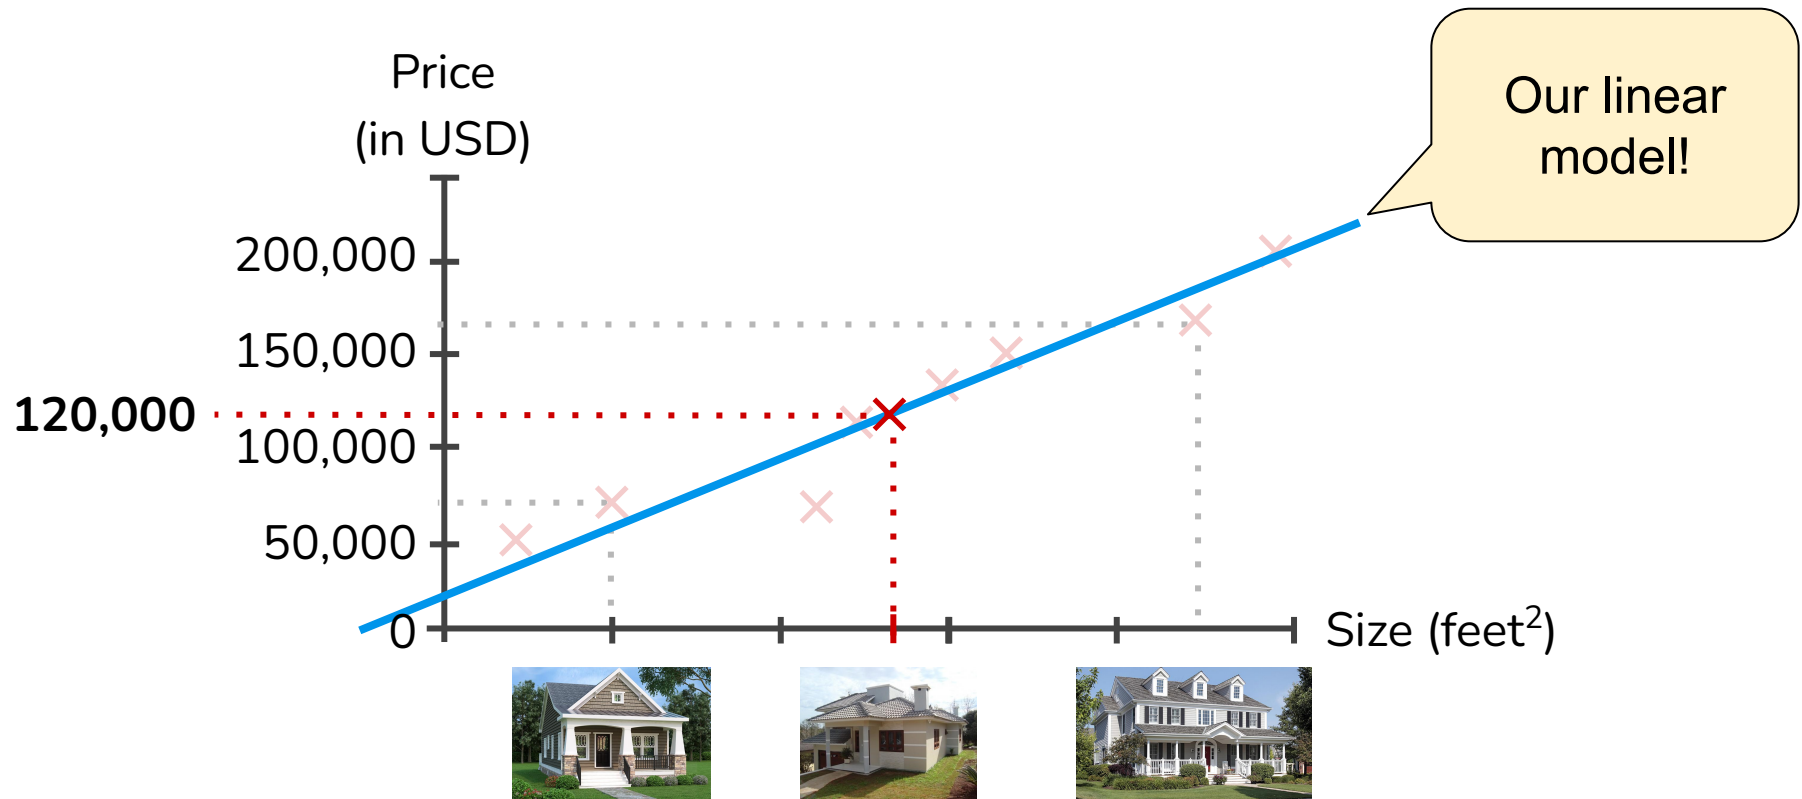 Price
(in USD)
Our linear
model!
200,000
150,000
120,000
100,000
50,000
0
Size (feet²)